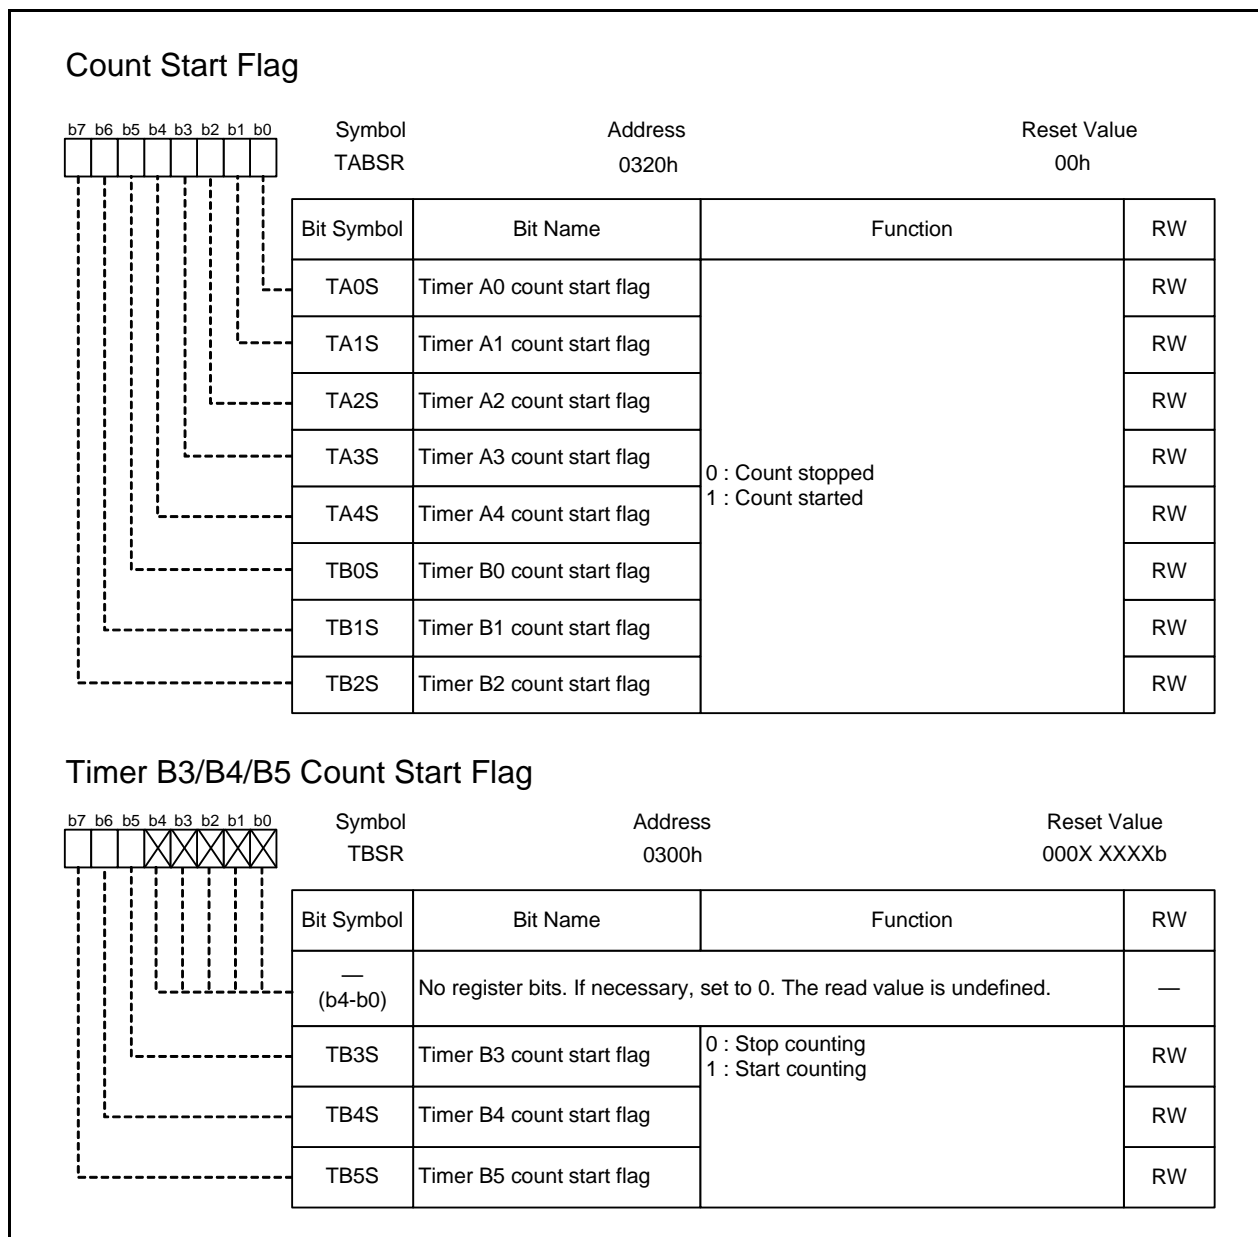 Count Start Flag
b7 b6 b5 b4 b3 b2 b1 b0
Symbol Address Reset Value
TABSR 0320h 00h
Bit Symbol Bit Name Function RW
TA0S Timer A0 count start flag RW
TA1S Timer A1 count start flag RW
TA2S Timer A2 count start flag RW
TA3S Timer A3 count start flag RW
0 : Count stopped
1 : Count started
TA4S Timer A4 count start flag RW
TB0S Timer B0 count start flag RW
TB1S Timer B1 count start flag RW
TB2S Timer B2 count start flag RW
Timer B3/B4/B5 Count Start Flag
b7 b6 b5 b4 b3 b2 b1 b0
Symbol Address Reset Value
TBSR 0300h 000X XXXXb
Bit Symbol Bit Name Function RW
—
(b4-b0) No register bits. If necessary, set to 0. The read value is undefined. —
TB3S Timer B3 count start flag 0 : Stop counting RW
1 : Start counting
TB4S Timer B4 count start flag RW
TB5S Timer B5 count start flag RW